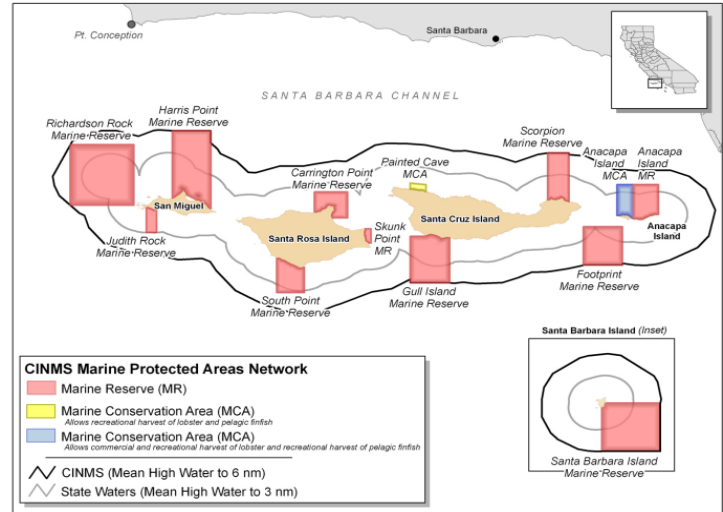 Pt. Conception
Santa Barbara
SANTA BARBARA CHANNEL
Richardson Rock
Marine Reserve
Harris Point
Marine Reserve
Carrington Point
Marine Reserve
Painted Cave
MCA
Scorpion
Marine Reserve
Anacapa
Island
MCA
Anacapa
Island
MR
San Miguel
Judith Rock
Marine Reserve
Santa Rosa Island
Skunk
Point
MR
Santa Cruz Island
Anacapa
Island
South Point
Marine Reserve
Gull Island
Marine Reserve
Footprint
Marine Reserve
Santa Barbara Island (Inset)
Santa Barbara Island
Marine Reserve
CINMS Marine Protected Areas Network
Marine Reserve (MR)
Marine Conservation Area (MCA)
Allows recreational harvest of lobster and pelagic finfish
Marine Conservation Area (MCA)
Allows commercial and recreational harvest of lobster and recreational harvest of pelagic finfish
CINMS (Mean High Water to 6 nm)
State Waters (Mean High Water to 3 nm)